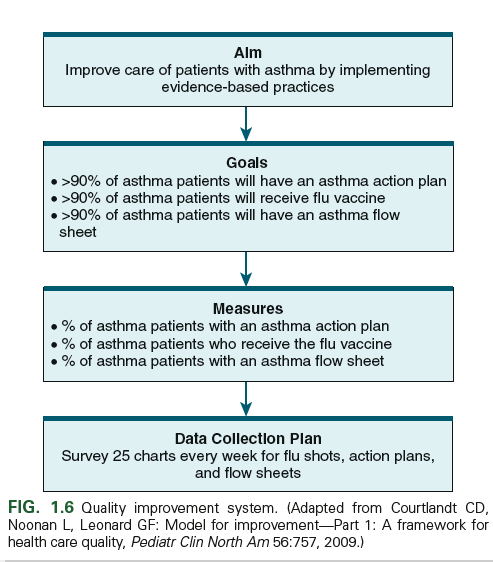 Aim
Improve care of patients with asthma by implementing
evidence-based practices
Goals
• >90% of asthma patients will have an asthma action plan
• >90% of asthma patients will receive flu vaccine
• >90% of asthma patients will have an asthma flow
sheet
Measures
• % of asthma patients with an asthma action plan
• % of asthma patients who receive the flu vaccine
• % of asthma patients with an asthma flow sheet
Data Collection Plan
Survey 25 charts every week for flu shots, action plans,
and flow sheets
FIG. 1.6 Quality improvement system. (Adapted from Courtlandt CD,
Noonan L, Leonard GF: Model for improvement—Part 1: A framework for
health care quality, Pediatr Clin North Am 56:757, 2009.)